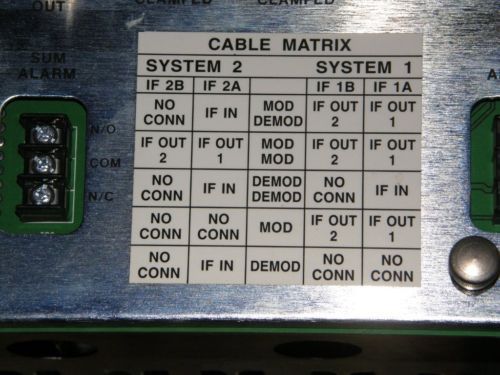 OUT CLAMPED CLAMPED
SUM
ALARM
N/O
COM
N/C
CABLE MATRIX
SYSTEM 2 SYSTEM 1
IF 2B IF 2A IF 1B IF 1A
NO CONN IF IN MOD DEMOD IF OUT 2 IF OUT 1
IF OUT 2 IF OUT 1 MOD MOD IF OUT 2 IF OUT 1
NO CONN IF IN DEMOD DEMOD NO CONN IF IN
NO CONN NO CONN MOD IF OUT 2 IF OUT 1
NO CONN IF IN DEMOD NO CONN NO CONN